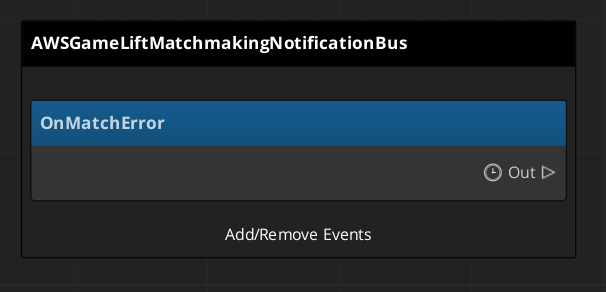 AWSGameLiftMatchmakingNotificationBus
OnMatchError
Out
Add/Remove Events